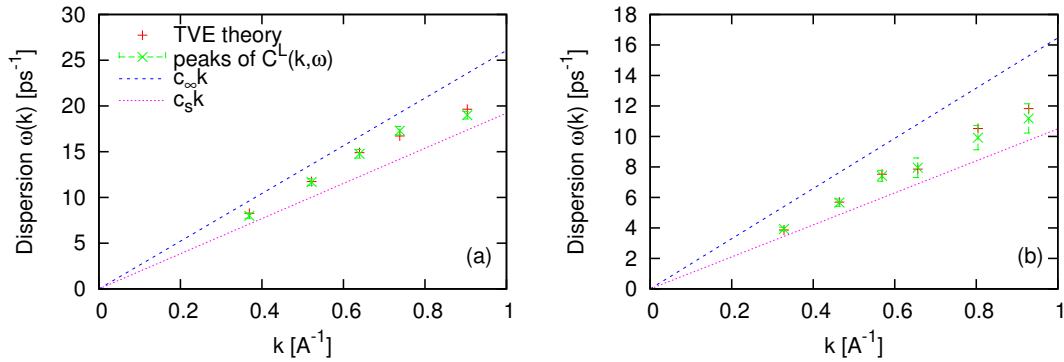 30
25
20
15
10
5
0
0 0.2 0.4 0.6 0.8 1
Dispersion ω(k) [ps⁻¹]
k [A⁻¹]
TVE theory
peaks of Cᴸ(k,ω)
c∞k
cₛk
(a)
18
16
14
12
10
8
6
4
2
0
0 0.2 0.4 0.6 0.8 1
Dispersion ω(k) [ps⁻¹]
k [A⁻¹]
(b)